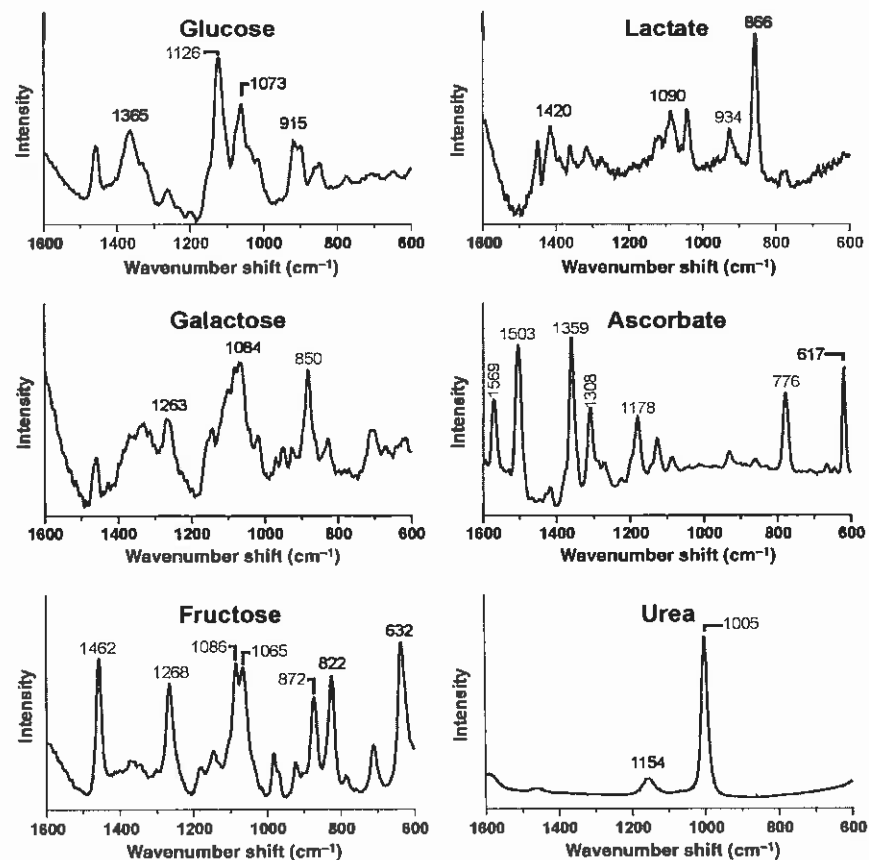 Glucose
1126
1073
1365
915
Intensity
1600 1400 1200 1000 800 600
Wavenumber shift (cm⁻¹)
Lactate
866
1420
1090
934
Intensity
1600 1400 1200 1000 800 600
Wavenumber shift (cm⁻¹)
Galactose
1084
1263
850
Intensity
1600 1400 1200 1000 800 600
Wavenumber shift (cm⁻¹)
Ascorbate
1569
1503
1359
1308
1178
776
617
Intensity
1600 1400 1200 1000 800 600
Wavenumber shift (cm⁻¹)
Fructose
1462
1268
1086
1065
872
822
632
Intensity
1600 1400 1200 1000 800 600
Wavenumber shift (cm⁻¹)
Urea
1005
1154
Intensity
1600 1400 1200 1000 800 600
Wavenumber shift (cm⁻¹)